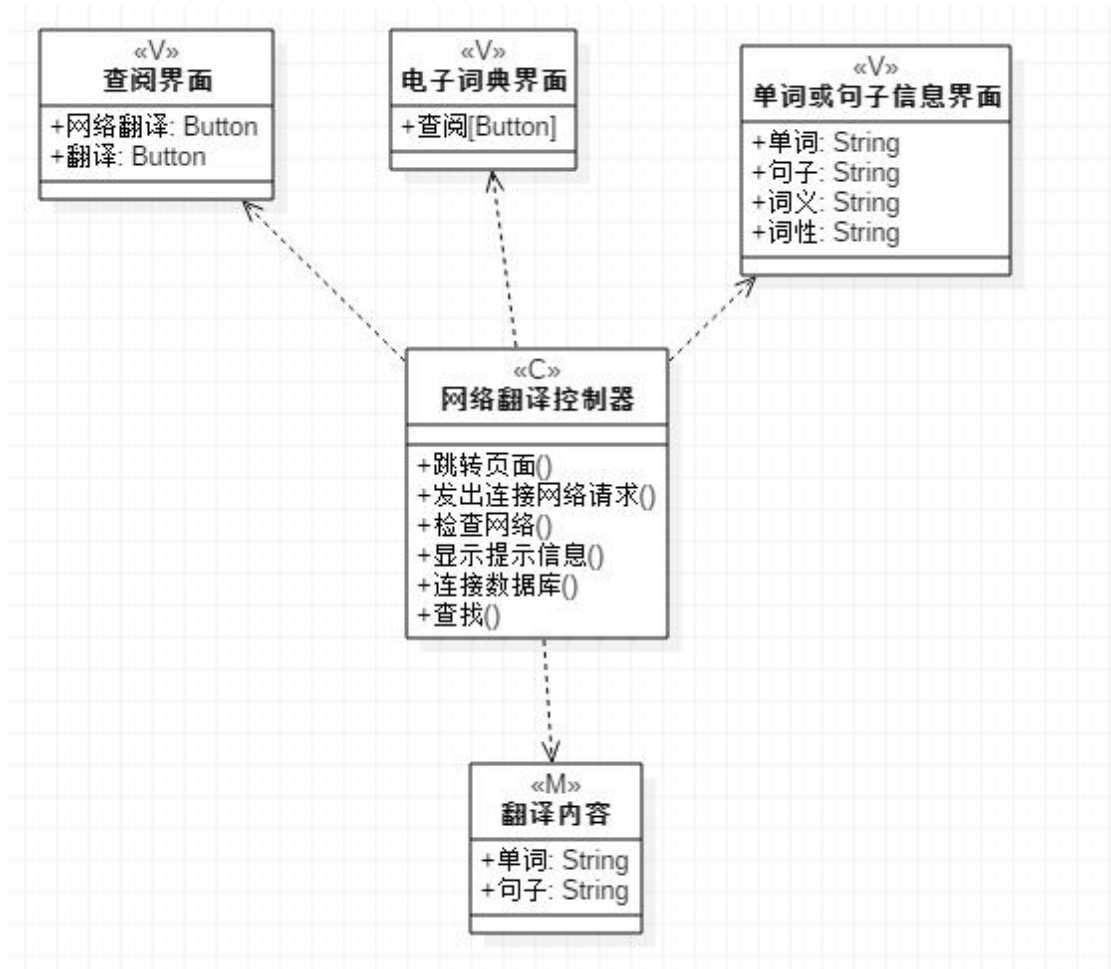 «V»
查阅界面
+网络翻译: Button
+翻译: Button
«V»
电子词典界面
+查阅[Button]
«V»
单词或句子信息界面
+单词: String
+句子: String
+词义: String
+词性: String
«C»
网络翻译控制器
+跳转页面()
+发出连接网络请求()
+检查网络()
+显示提示信息()
+连接数据库()
+查找()
«M»
翻译内容
+单词: String
+句子: String